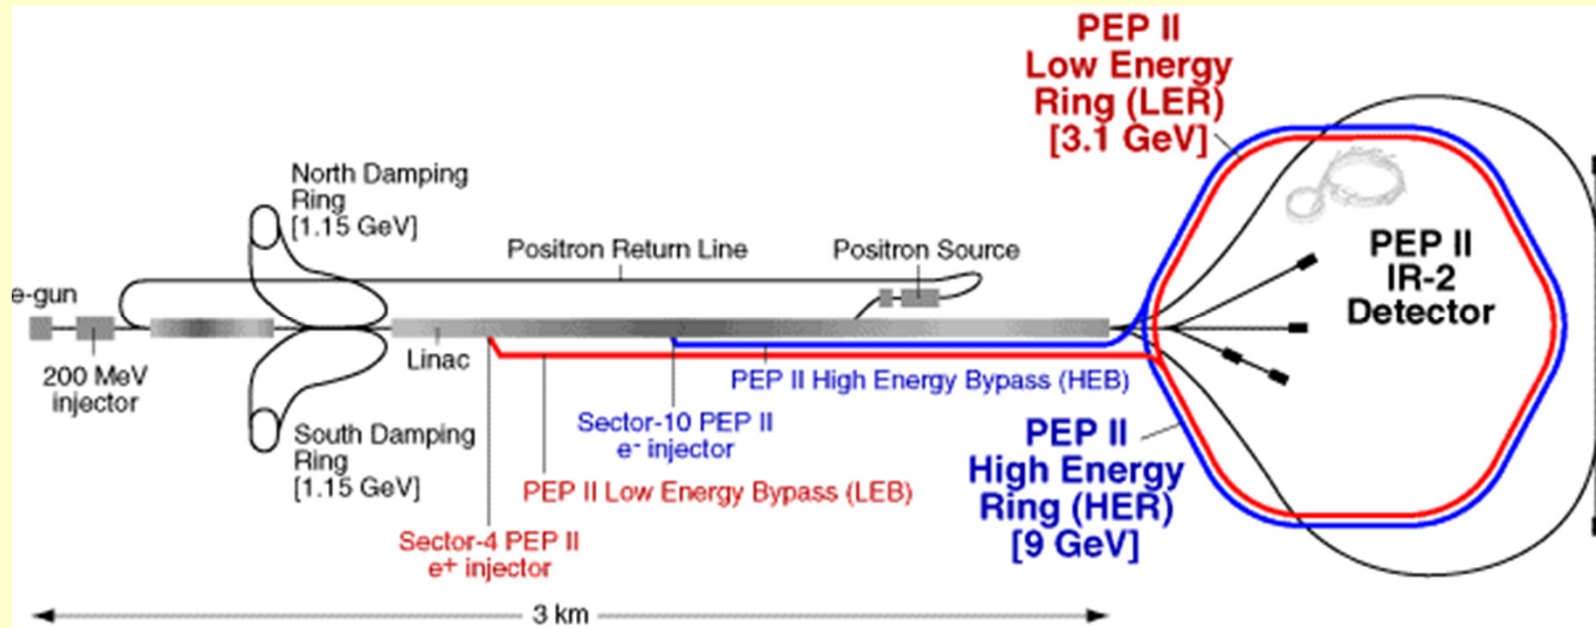 PEP II
Low Energy
Ring (LER)
[3.1 GeV]
North Damping
Ring
[1.15 GeV]
Positron Return Line
Positron Source
e-gun
PEP II
IR-2
Detector
Linac
200 MeV
injector
PEP II High Energy Bypass (HEB)
Sector-10 PEP II
e- injector
South Damping
Ring
[1.15 GeV]
PEP II Low Energy Bypass (LEB)
PEP II
High Energy
Ring (HER)
[9 GeV]
Sector-4 PEP II
e+ injector
3 km